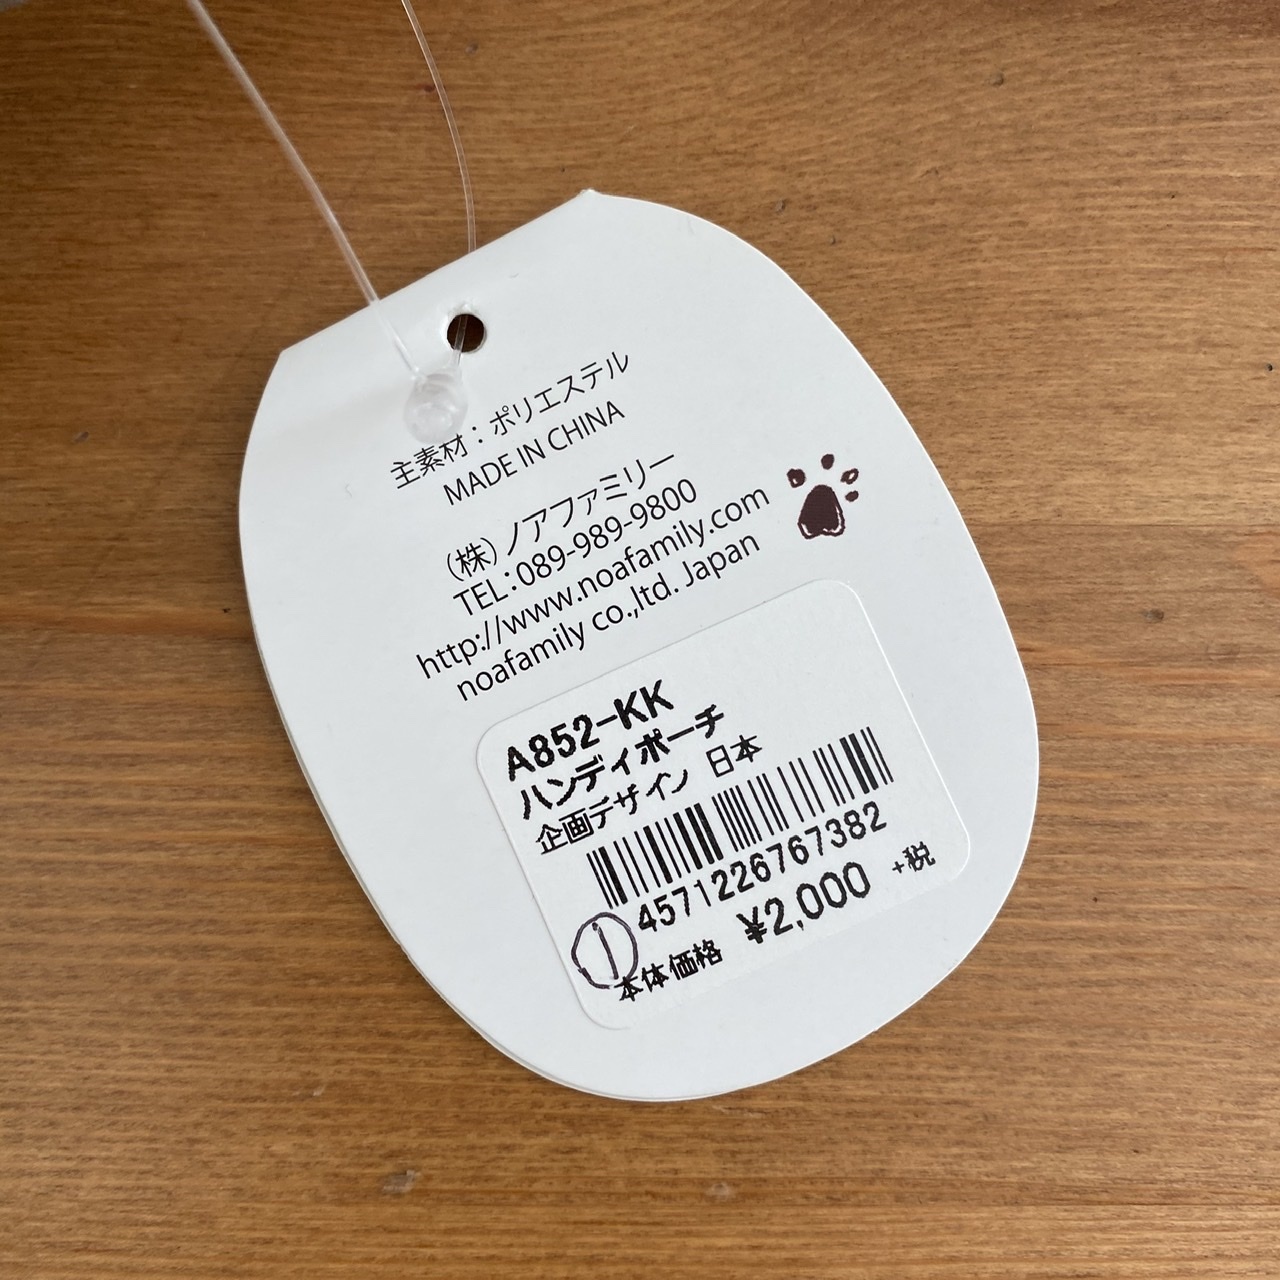 主素材：ポリエステル
MADE IN CHINA
（株）ノアファミリー
TEL：089-989-9800
http://www.noafamily.com
noafamily co.,ltd. Japan
A852-KK
ハンディポーチ
企画デザイン 日本
4571226767382
①
本体価格 ¥2,000 +税